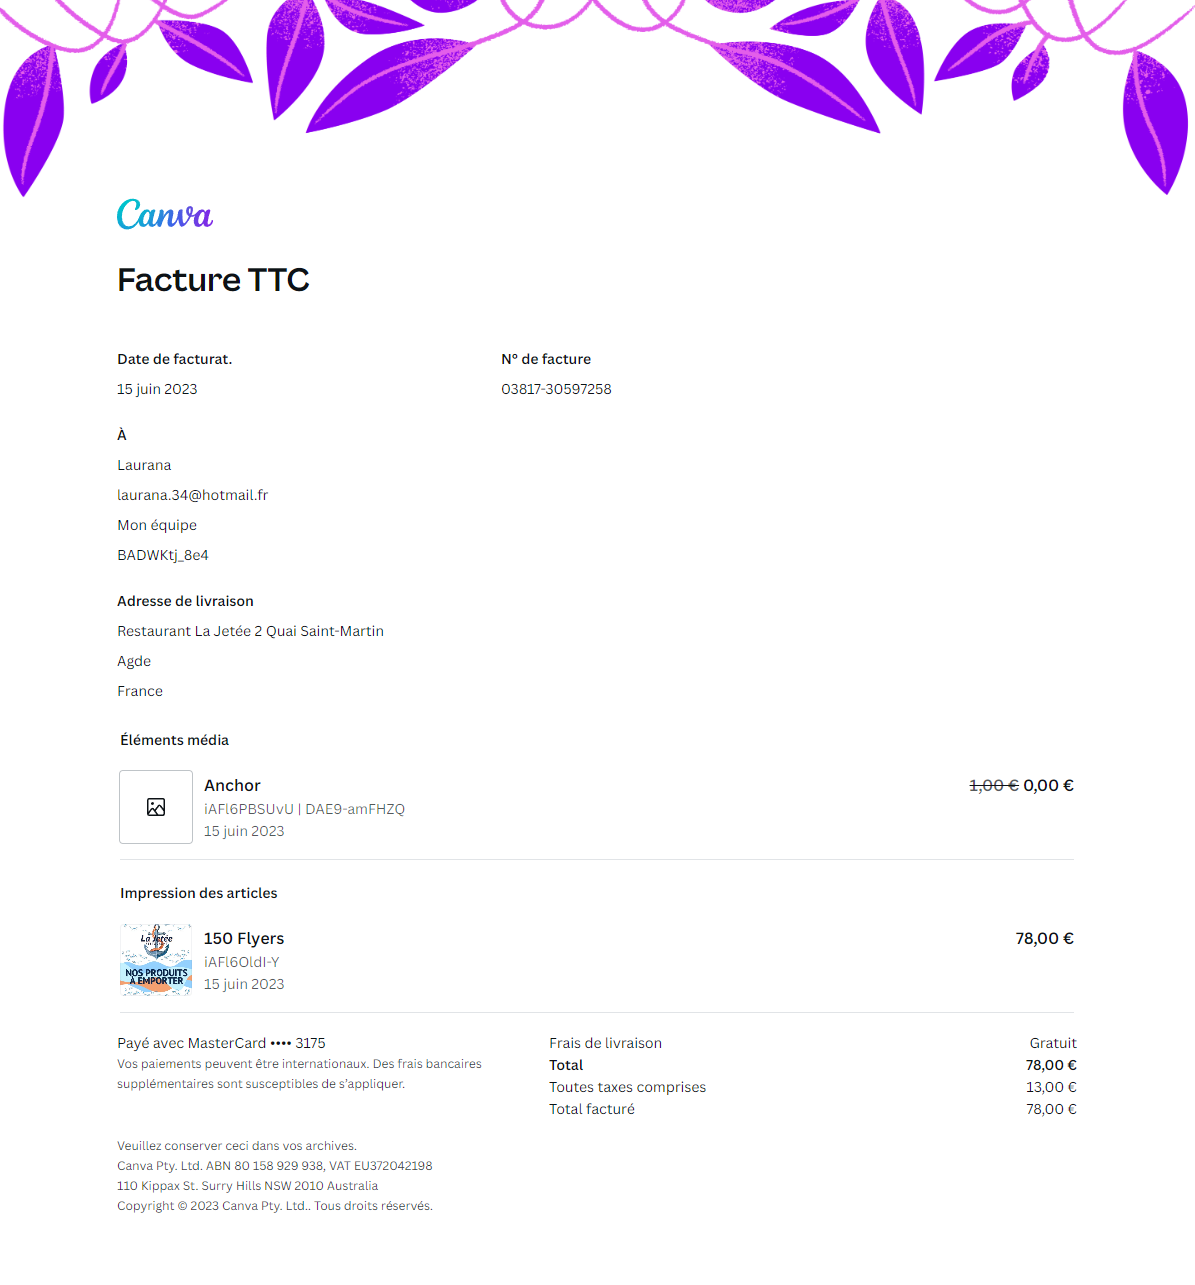 Canva
Facture TTC
Date de facturat.
N° de facture
15 juin 2023
03817-30597258
À
Laurana
laurana.34@hotmail.fr
Mon équipe
BADWKtj_8e4
Adresse de livraison
Restaurant La Jetée 2 Quai Saint-Martin
Agde
France
Éléments média
Anchor
1,00 € 0,00 €
iAFl6PBSUvU | DAE9-amFHZQ
15 juin 2023
Impression des articles
La Jetée
NOS PRODUITS
À EMPORTER
150 Flyers
78,00 €
iAFl6OldI-Y
15 juin 2023
Payé avec MasterCard •••• 3175
Vos paiements peuvent être internationaux. Des frais bancaires
supplémentaires sont susceptibles de s'appliquer.
Frais de livraison
Gratuit
Total
78,00 €
Toutes taxes comprises
13,00 €
Total facturé
78,00 €
Veuillez conserver ceci dans vos archives.
Canva Pty. Ltd. ABN 80 158 929 938, VAT EU372042198
110 Kippax St. Surry Hills NSW 2010 Australia
Copyright © 2023 Canva Pty. Ltd.. Tous droits réservés.